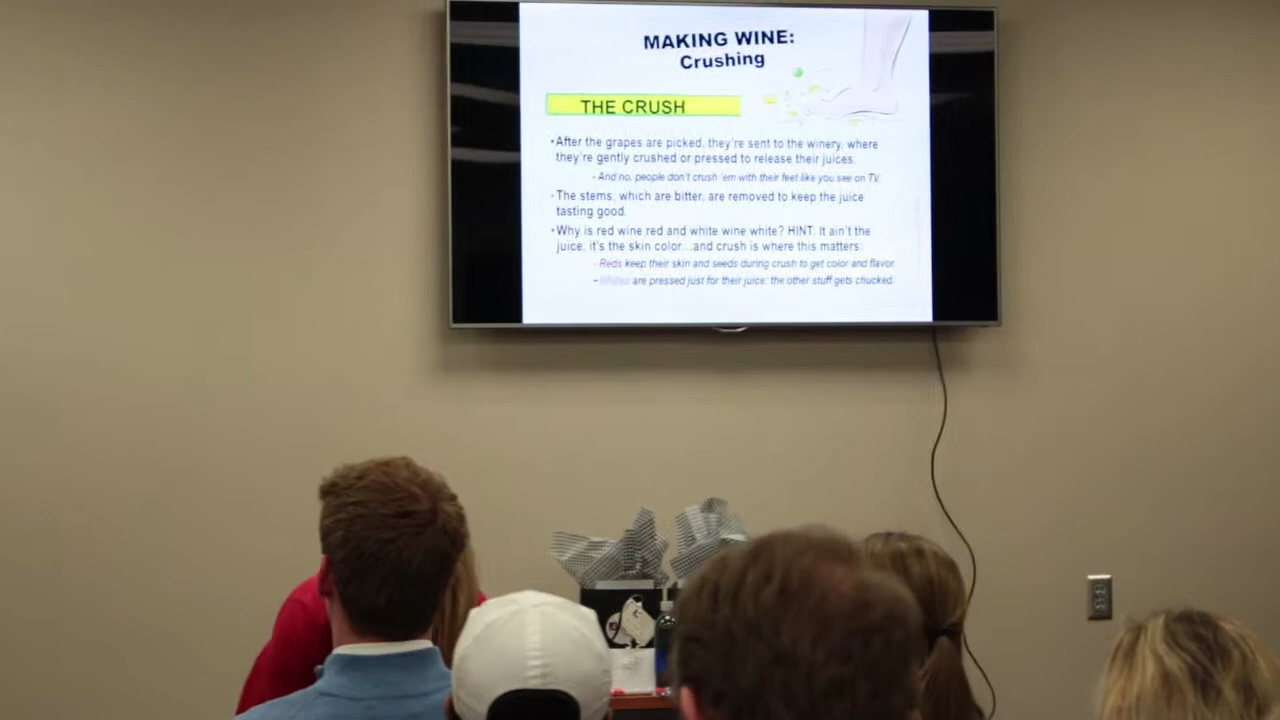 MAKING WINE:
Crushing
THE CRUSH
•After the grapes are picked, they're sent to the winery, where
they're gently crushed or pressed to release their juices.
- And no, people don't crush 'em with their feet like you see on TV.
•The stems, which are bitter, are removed to keep the juice
tasting good.
•Why is red wine red and white wine white? HINT: It ain't the
juice; it's the skin color...and crush is where this matters:
- Reds keep their skin and seeds during crush to get color and flavor.
- are pressed just for their juice: the other stuff gets chucked.